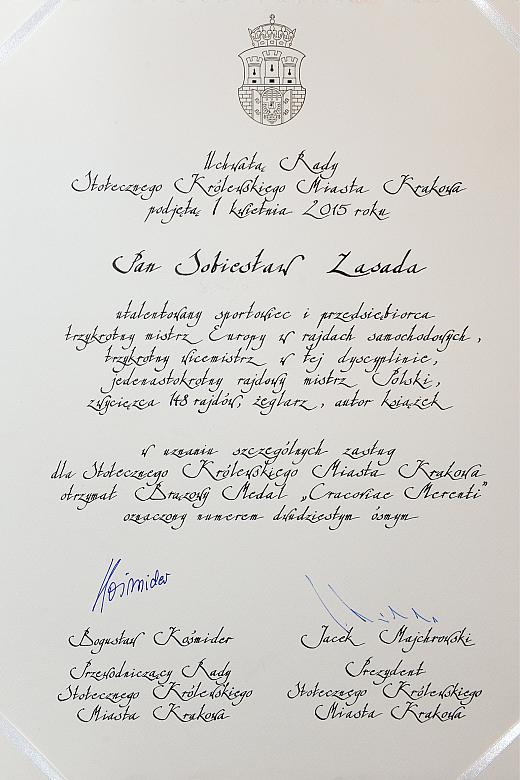 Uchwałą Rady
Stołecznego Królewskiego Miasta Krakowa
podjętą 1 kwietnia 2015 roku
Pan Sobiesław Zasada
utalentowany sportowiec i przedsiębiorca
trzykrotny mistrz Europy w rajdach samochodowych,
trzykrotny wicemistrz w tej dyscyplinie,
jedenastokrotny rajdowy mistrz Polski,
zwycięzca 148 rajdów, żeglarz, autor książek
w uznaniu szczególnych zasług
dla Stołecznego Królewskiego Miasta Krakowa
otrzymał Brązowy Medal „Cracoviae Merenti”
oznaczony numerem dwudziestym ósmym
Kośmider
Bogusław Kośmider
Przewodniczący Rady
Stołecznego Królewskiego
Miasta Krakowa
Jacek Majchrowski
Prezydent
Stołecznego Królewskiego
Miasta Krakowa